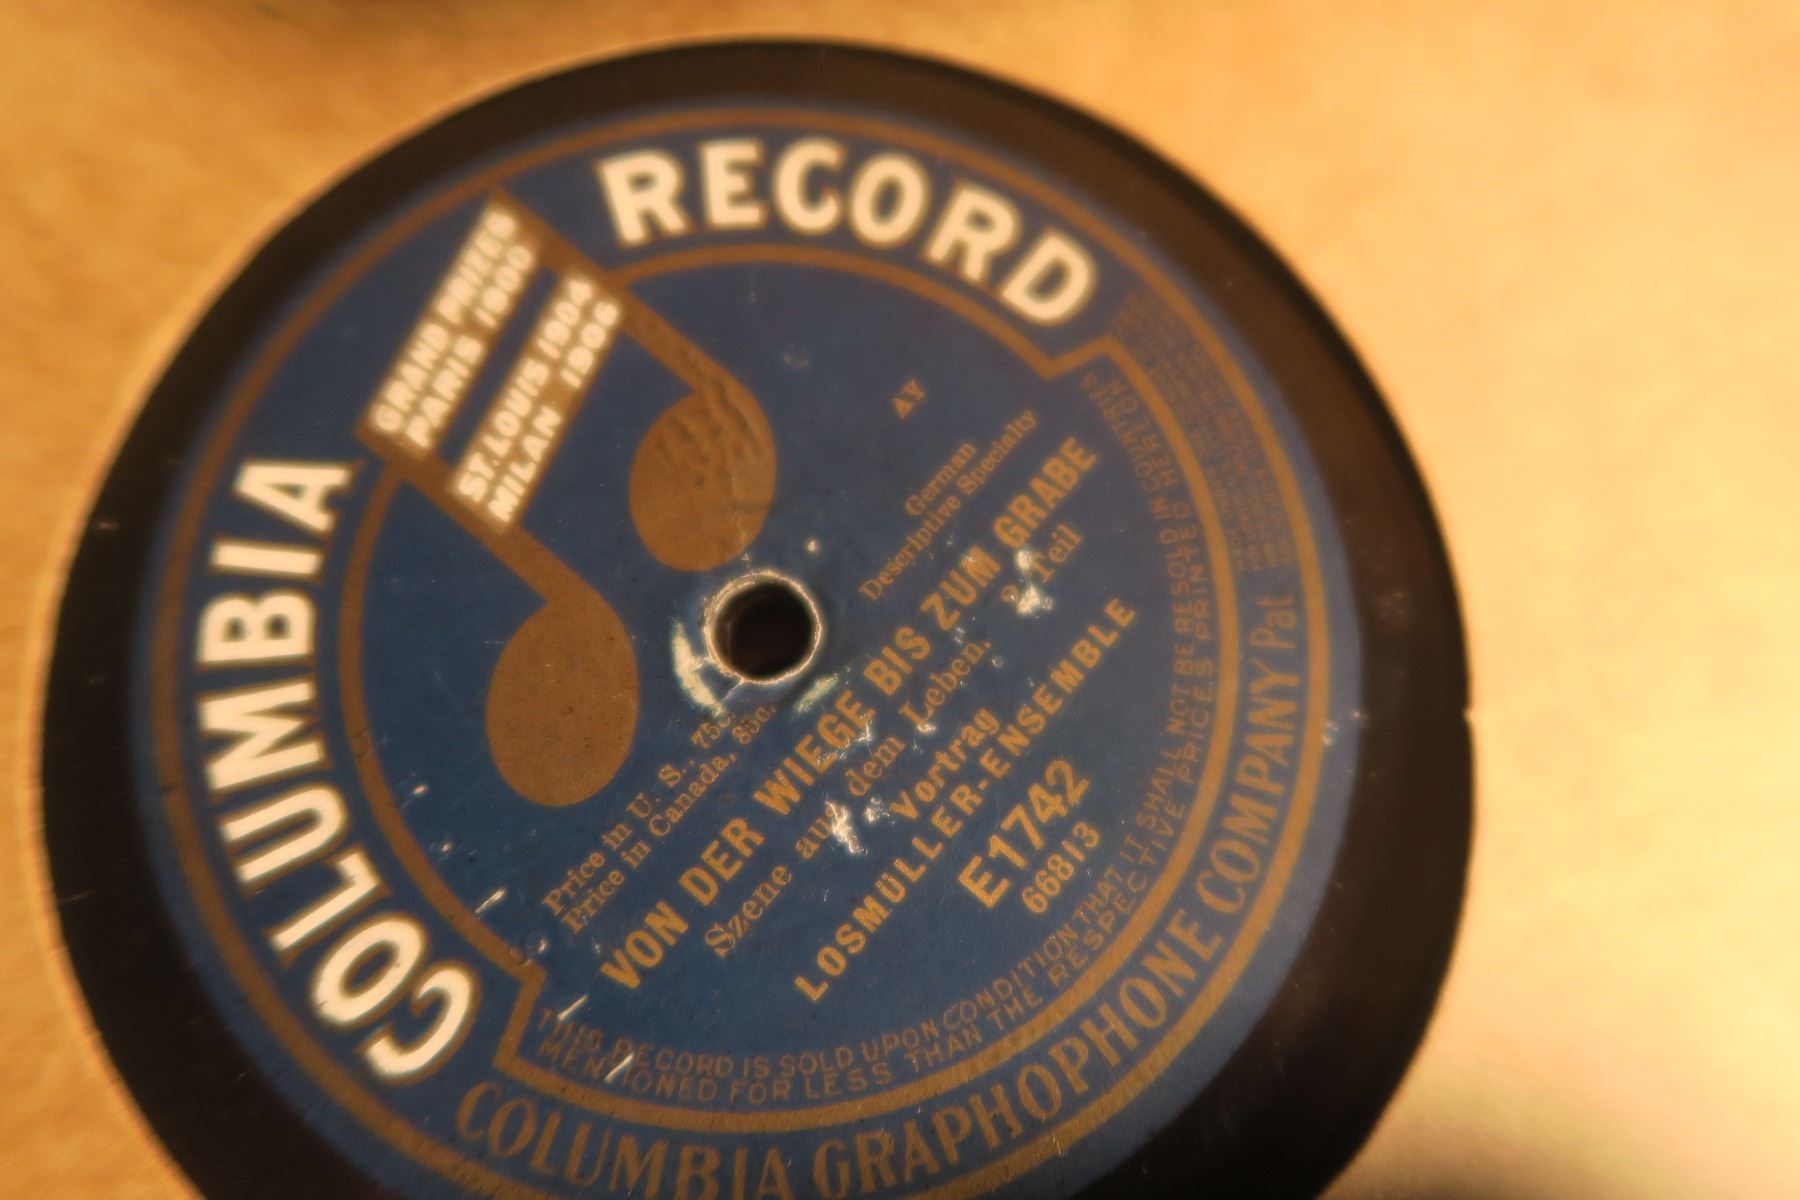 COLUMBIA RECORD
GRAND PRIZES
PARIS 1900
ST. LOUIS 1904
MILAN 1906
AY
German
Descriptive Specialty
Price in U. S., 75c.
Price in Canada, 85c.
VON DER WIEGE BIS ZUM GRABE
Szene aus dem Leben. 2. Teil
Vortrag
LOSMÜLLER-ENSEMBLE
E1742
66813
THIS RECORD IS SOLD UPON CONDITION THAT IT SHALL NOT BE RESOLD IN COUNTRIES
MENTIONED FOR LESS THAN THE RESPECTIVE PRICES PRINTED HEREON
COLUMBIA GRAPHOPHONE COMPANY Pat